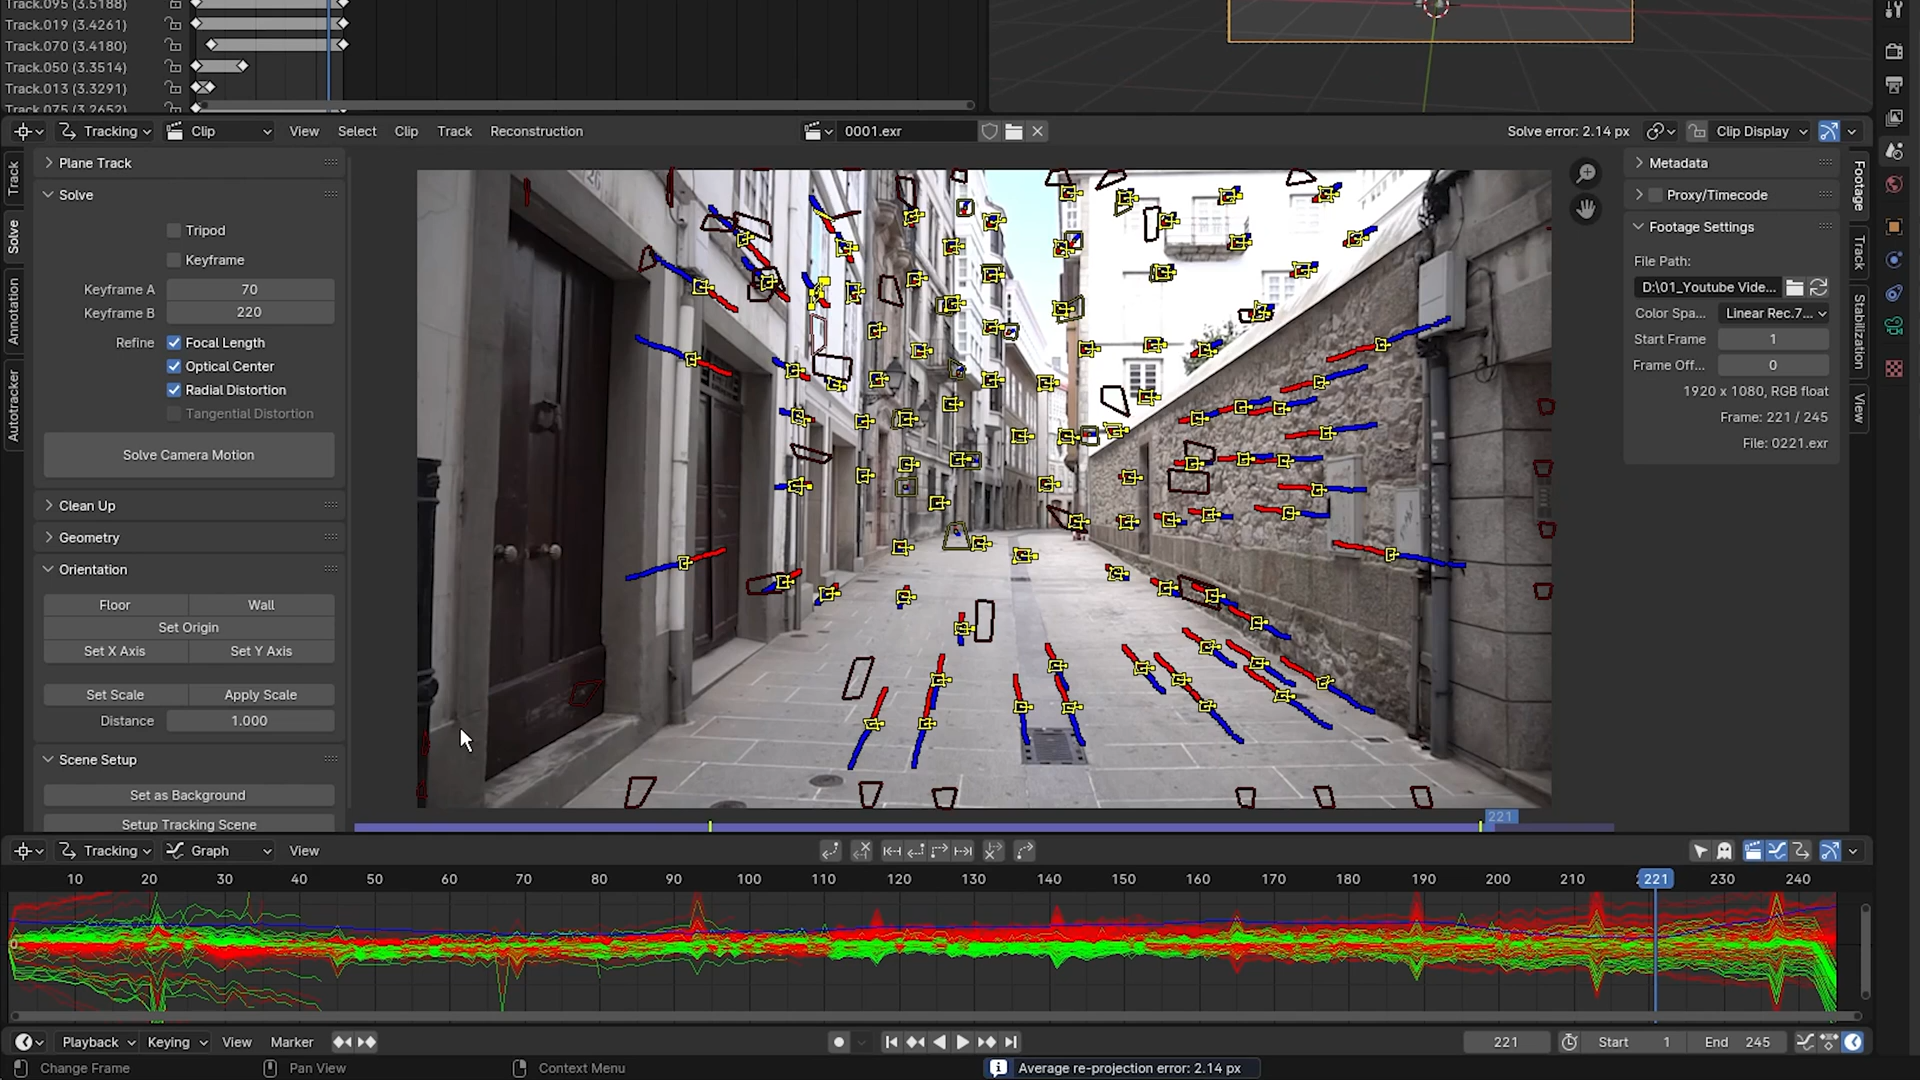 Track.095 (3.5188)
Track.019 (3.4261)
Track.070 (3.4180)
Track.050 (3.3514)
Track.013 (3.3291)
Track.075 (3.2652)
Tracking Clip View Select Clip Track Reconstruction 0001.exr Solve error: 2.14 px Clip Display
Track
Solve
Annotation
Autotracker
Plane Track
Solve
Tripod
Keyframe
Keyframe A 70
Keyframe B 220
Refine Focal Length
Optical Center
Radial Distortion
Tangential Distortion
Solve Camera Motion
Clean Up
Geometry
Orientation
Floor Wall
Set Origin
Set X Axis Set Y Axis
Set Scale Apply Scale
Distance 1.000
Scene Setup
Set as Background
Setup Tracking Scene
26
221
Metadata
Proxy/Timecode
Footage Settings
File Path:
D:\01_Youtube Vide...
Color Spa... Linear Rec.7...
Start Frame 1
Frame Off... 0
1920 x 1080, RGB float
Frame: 221 / 245
File: 0221.exr
Footage
Track
Stabilization
View
Tracking Graph View
10 20 30 40 50 60 70 80 90 100 110 120 130 140 150 160 170 180 190 200 210 221 230 240
0
Playback Keying View Marker 221 Start 1 End 245
Change Frame Pan View Context Menu Average re-projection error: 2.14 px